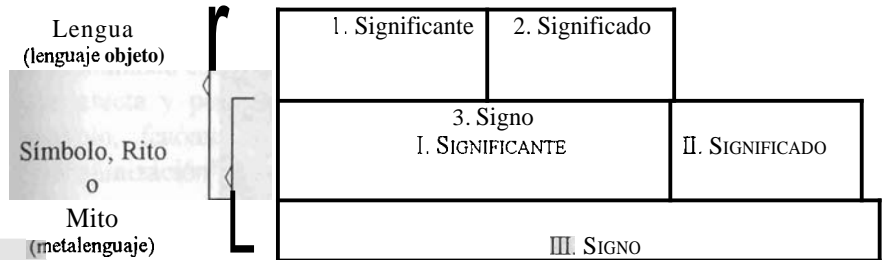 Lengua
(lenguaje objeto)
1. Significante
2. Significado
Símbolo, Rito
o
Mito
(metalenguaje)
3. Signo
I. SIGNIFICANTE
II. SIGNIFICADO
III. SIGNO